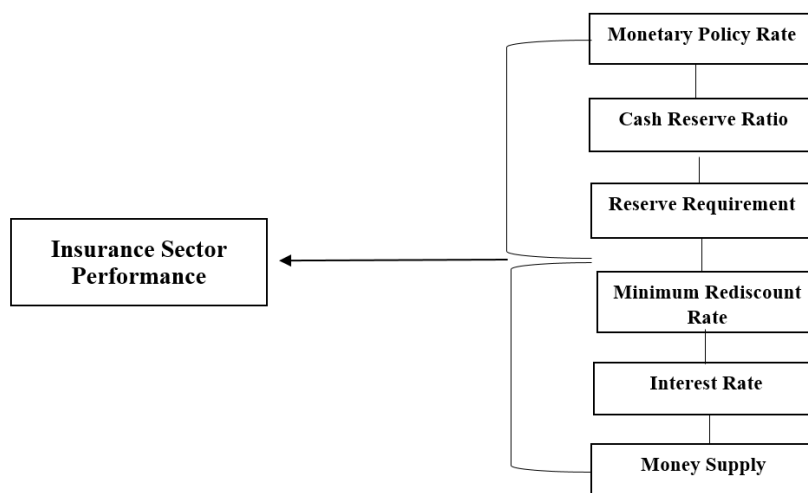 Monetary Policy Rate
Cash Reserve Ratio
Reserve Requirement
Insurance Sector
Performance
Minimum Rediscount
Rate
Interest Rate
Money Supply